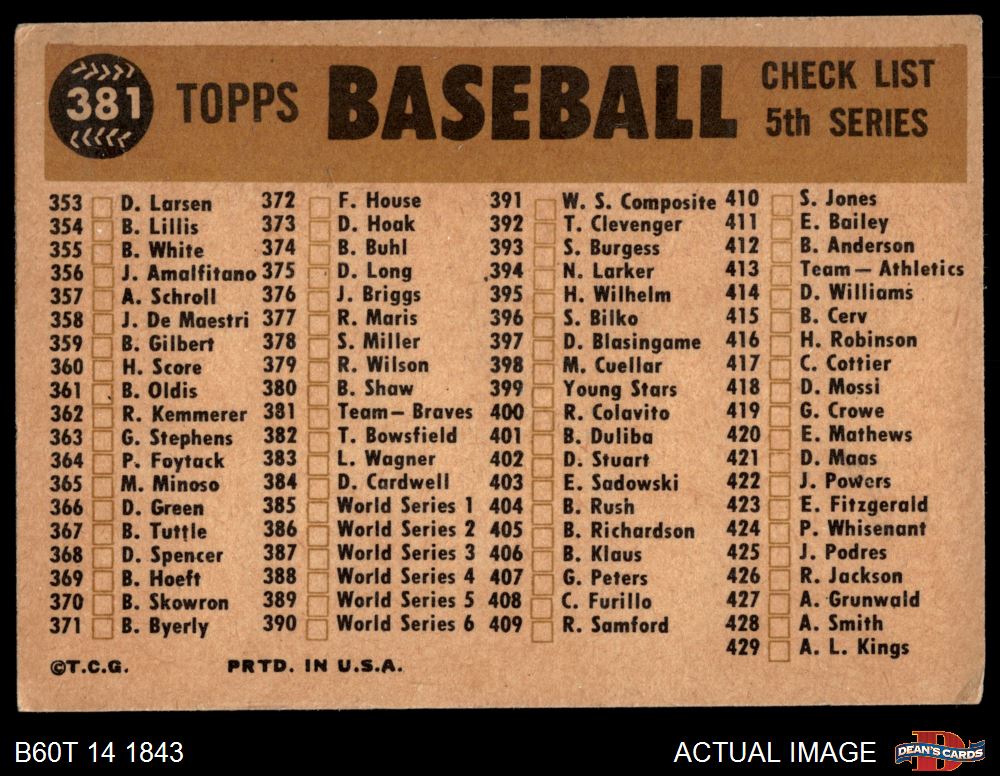 381 TOPPS BASEBALL CHECK LIST
5th SERIES
353 D. Larsen
354 B. Lillis
355 B. White
356 J. Amalfitano
357 A. Schroll
358 J. De Maestri
359 B. Gilbert
360 H. Score
361 B. Oldis
362 R. Kemmerer
363 G. Stephens
364 P. Foytack
365 M. Minoso
366 D. Green
367 B. Tuttle
368 D. Spencer
369 B. Hoeft
370 B. Skowron
371 B. Byerly
372 F. House
373 D. Hoak
374 B. Buhl
375 D. Long
376 J. Briggs
377 R. Maris
378 S. Miller
379 R. Wilson
380 B. Shaw
381 Team— Braves
382 T. Bowsfield
383 L. Wagner
384 D. Cardwell
385 World Series 1
386 World Series 2
387 World Series 3
388 World Series 4
389 World Series 5
390 World Series 6
391 W. S. Composite
392 T. Clevenger
393 S. Burgess
394 N. Larker
395 H. Wilhelm
396 S. Bilko
397 D. Blasingame
398 M. Cuellar
399 Young Stars
400 R. Colavito
401 B. Duliba
402 D. Stuart
403 E. Sadowski
404 B. Rush
405 B. Richardson
406 B. Klaus
407 G. Peters
408 C. Furillo
409 R. Samford
410 S. Jones
411 E. Bailey
412 B. Anderson
413 Team— Athletics
414 D. Williams
415 B. Cerv
416 H. Robinson
417 C. Cottier
418 D. Mossi
419 G. Crowe
420 E. Mathews
421 D. Maas
422 J. Powers
423 E. Fitzgerald
424 P. Whisenant
425 J. Podres
426 R. Jackson
427 A. Grunwald
428 A. Smith
429 A. L. Kings
©T.C.G. PRTD. IN U.S.A.
B60T 14 1843 ACTUAL IMAGE DEAN'S CARDS